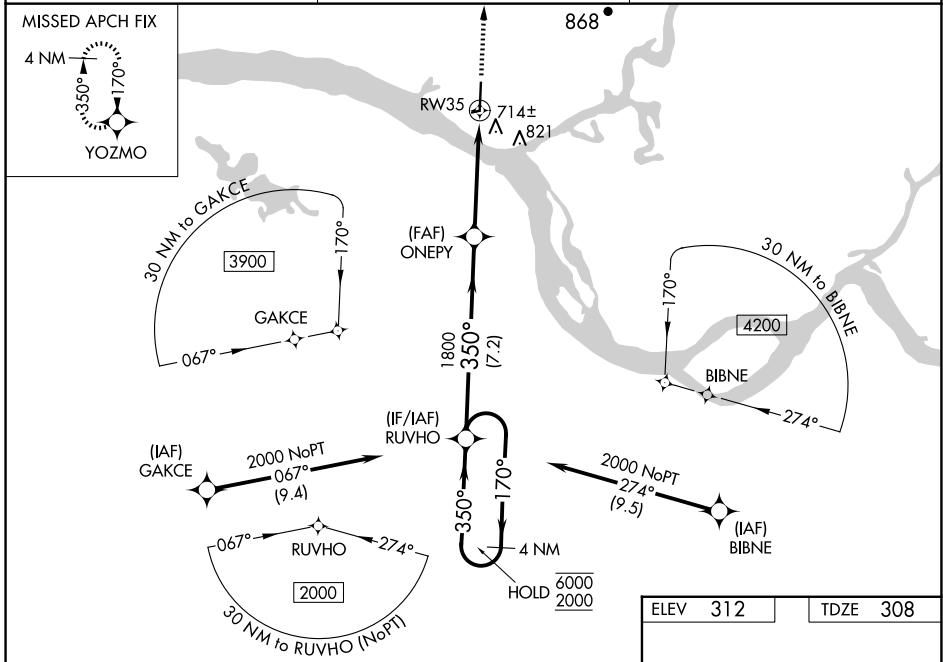 MISSED APCH FIX
4 NM
350°
170°
YOZMO
868
RW35
714±
821
30 NM to GAKCE
170°
3900
GAKCE
067°
(FAF)
ONEPY
1800
350°
(7.2)
30 NM to BIBNE
170°
4200
BIBNE
274°
(IF/IAF)
RUVHO
(IAF)
GAKCE
2000 NoPT
067°
(9.4)
350°
170°
4 NM
HOLD
6000
2000
2000 NoPT
274°
(9.5)
(IAF)
BIBNE
067°
RUVHO
274°
2000
30 NM to RUVHO (NoPT)
ELEV 312
TDZE 308